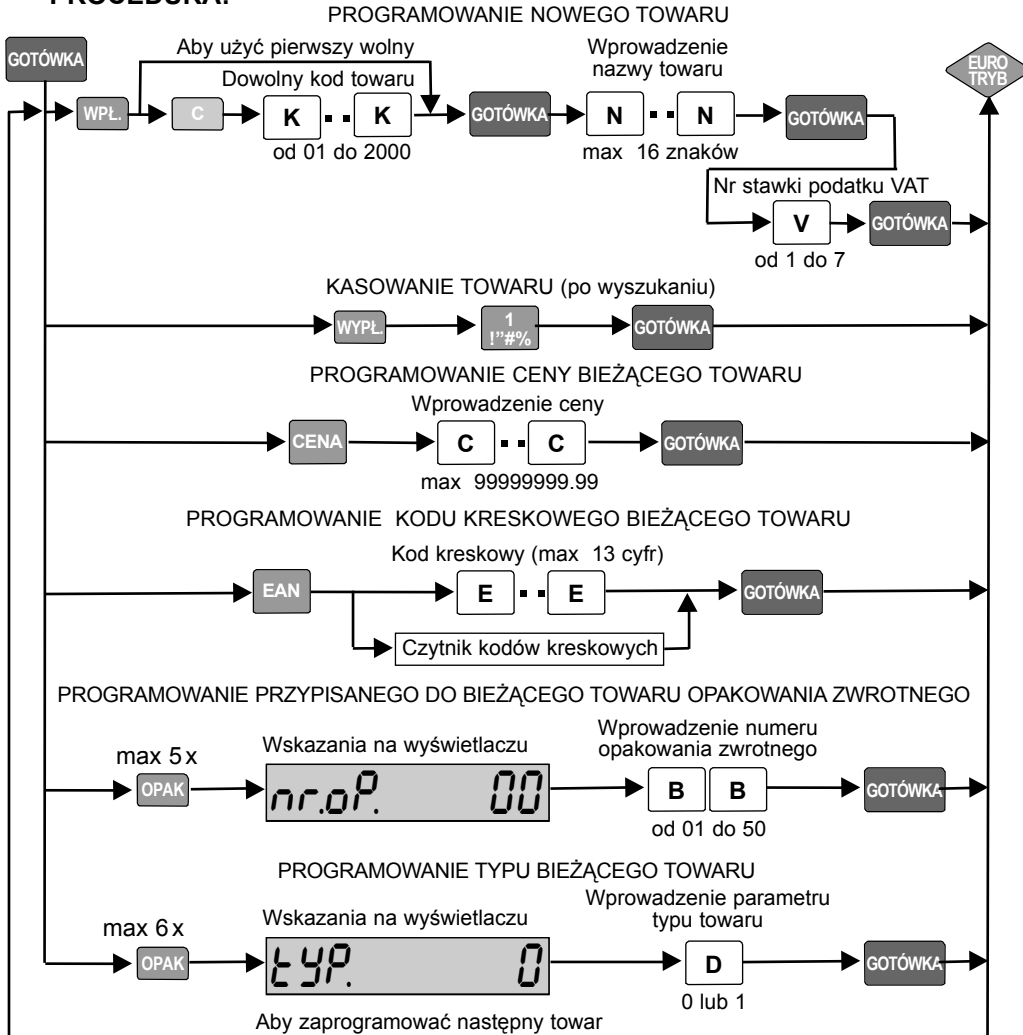 PROCEDURA:
PROGRAMOWANIE NOWEGO TOWARU
GOTÓWKA
Aby użyć pierwszy wolny
Wprowadzenie
nazwy towaru
EURO
TRYB
Dowolny kod towaru
WPŁ.
C
K
K
GOTÓWKA
N
N
GOTÓWKA
od 01 do 2000
max 16 znaków
Nr stawki podatku VAT
V
GOTÓWKA
od 1 do 7
KASOWANIE TOWARU (po wyszukaniu)
WYPŁ.
1
!"#%
GOTÓWKA
PROGRAMOWANIE CENY BIEŻĄCEGO TOWARU
Wprowadzenie ceny
CENA
C
C
GOTÓWKA
max 99999999.99
PROGRAMOWANIE KODU KRESKOWEGO BIEŻĄCEGO TOWARU
Kod kreskowy (max 13 cyfr)
EAN
E
E
GOTÓWKA
Czytnik kodów kreskowych
PROGRAMOWANIE PRZYPISANEGO DO BIEŻĄCEGO TOWARU OPAKOWANIA ZWROTNEGO
max 5x
Wskazania na wyświetlaczu
Wprowadzenie numeru
opakowania zwrotnego
OPAK
nr.oP. 00
B
B
GOTÓWKA
od 01 do 50
PROGRAMOWANIE TYPU BIEŻĄCEGO TOWARU
max 6x
Wskazania na wyświetlaczu
Wprowadzenie parametru
typu towaru
OPAK
tYP. 0
D
GOTÓWKA
0 lub 1
Aby zaprogramować następny towar